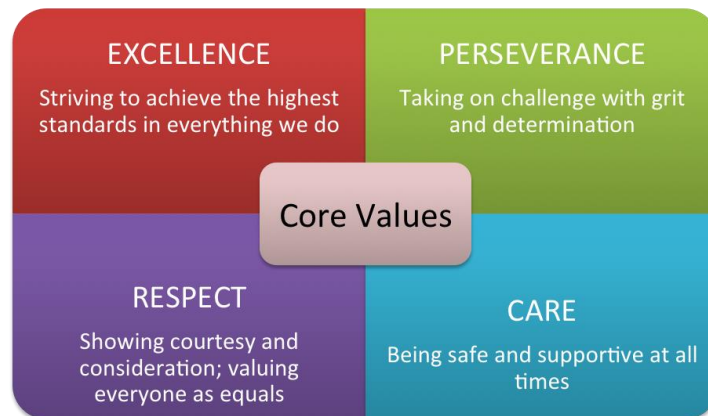 EXCELLENCE
Striving to achieve the highest
standards in everything we do
PERSEVERANCE
Taking on challenge with grit
and determination
Core Values
RESPECT
Showing courtesy and
consideration; valuing
everyone as equals
CARE
Being safe and supportive at all
times